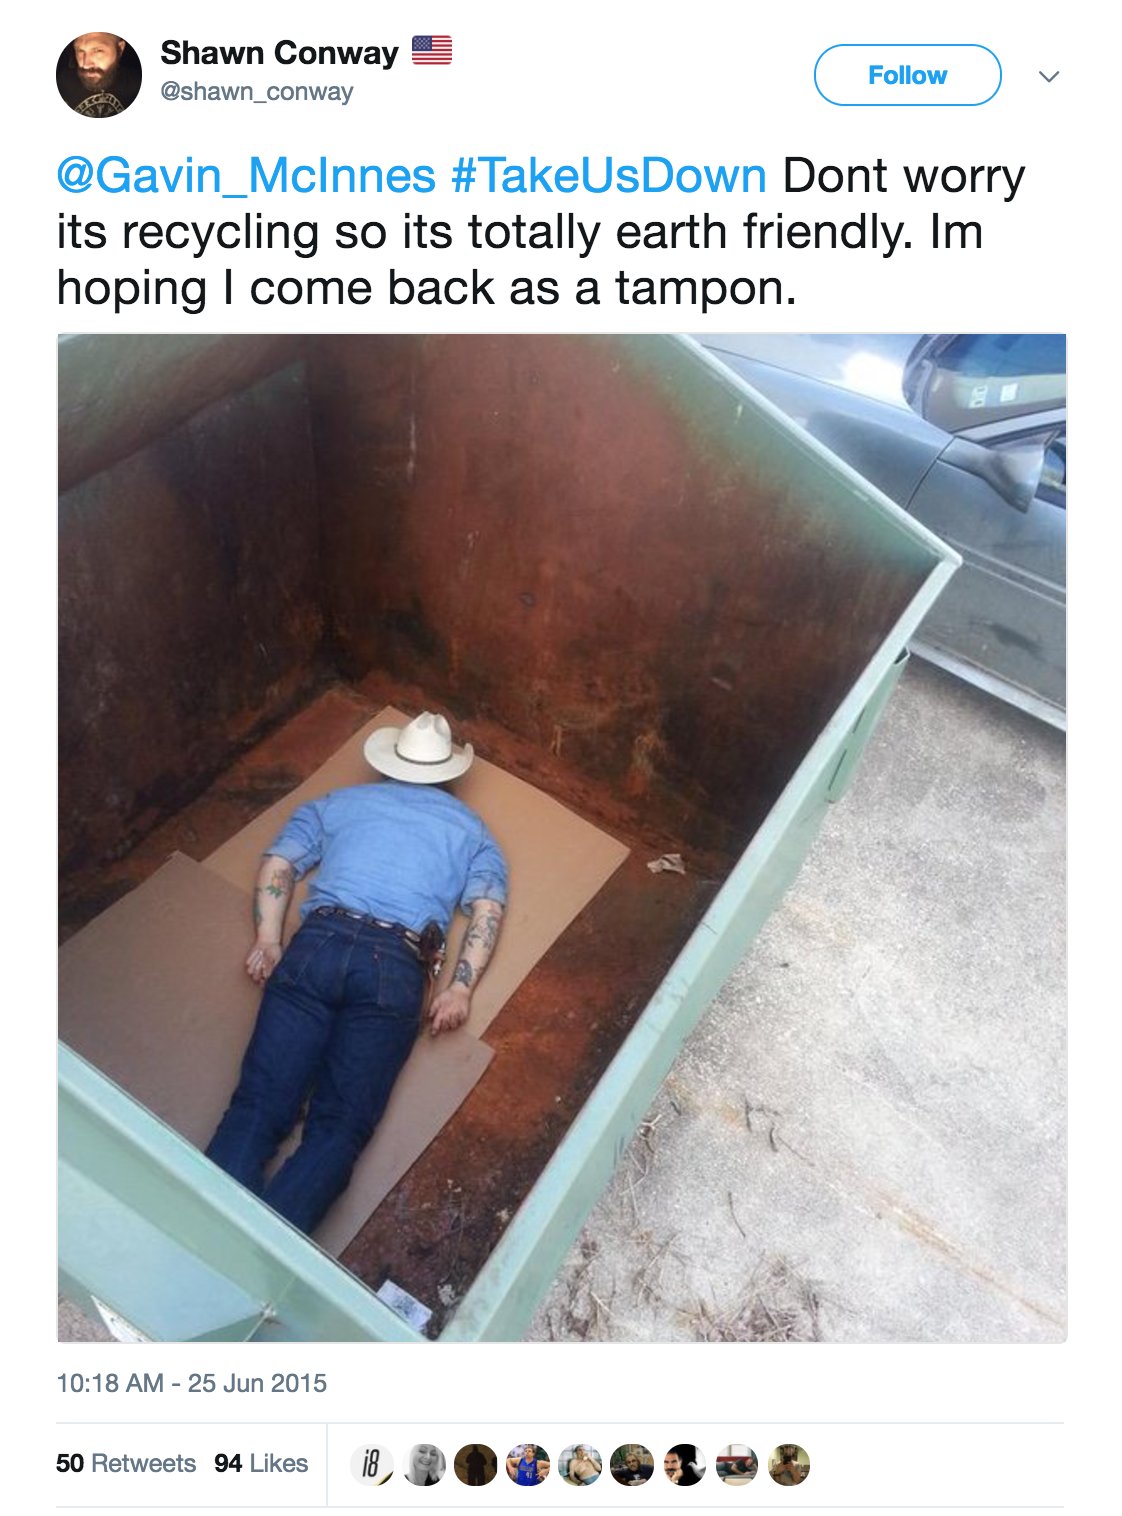 Shawn Conway 🇺🇸
@shawn_conway
Follow
@Gavin_McInnes #TakeUsDown Dont worry
its recycling so its totally earth friendly. Im
hoping I come back as a tampon.
10:18 AM - 25 Jun 2015
50 Retweets 94 Likes
i8